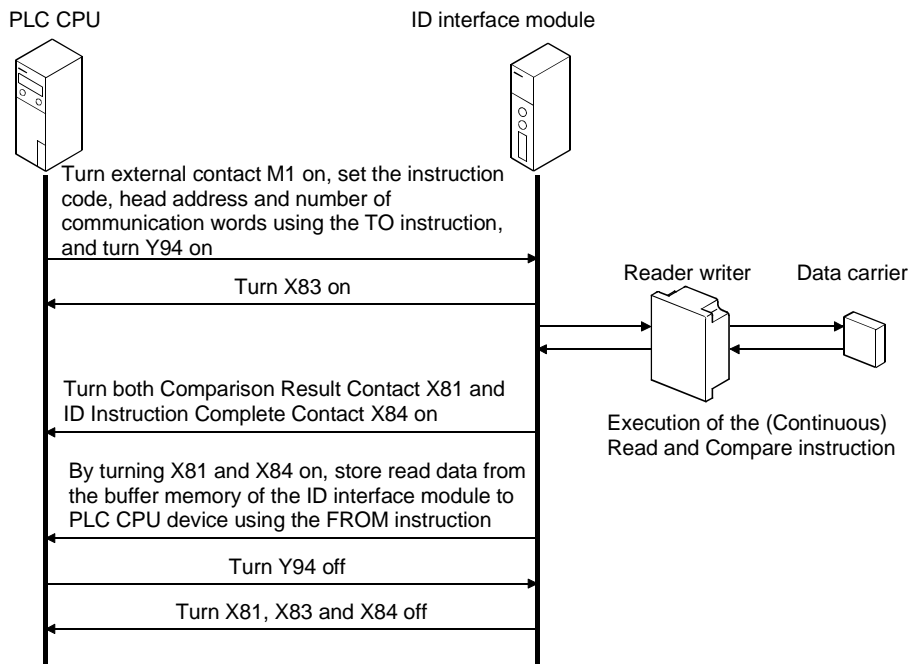 PLC CPU
ID interface module
Turn external contact M1 on, set the instruction
code, head address and number of
communication words using the TO instruction,
and turn Y94 on
Reader writer
Data carrier
Turn X83 on
Turn both Comparison Result Contact X81 and
ID Instruction Complete Contact X84 on
Execution of the (Continuous)
Read and Compare instruction
By turning X81 and X84 on, store read data from
the buffer memory of the ID interface module to
PLC CPU device using the FROM instruction
Turn Y94 off
Turn X81, X83 and X84 off